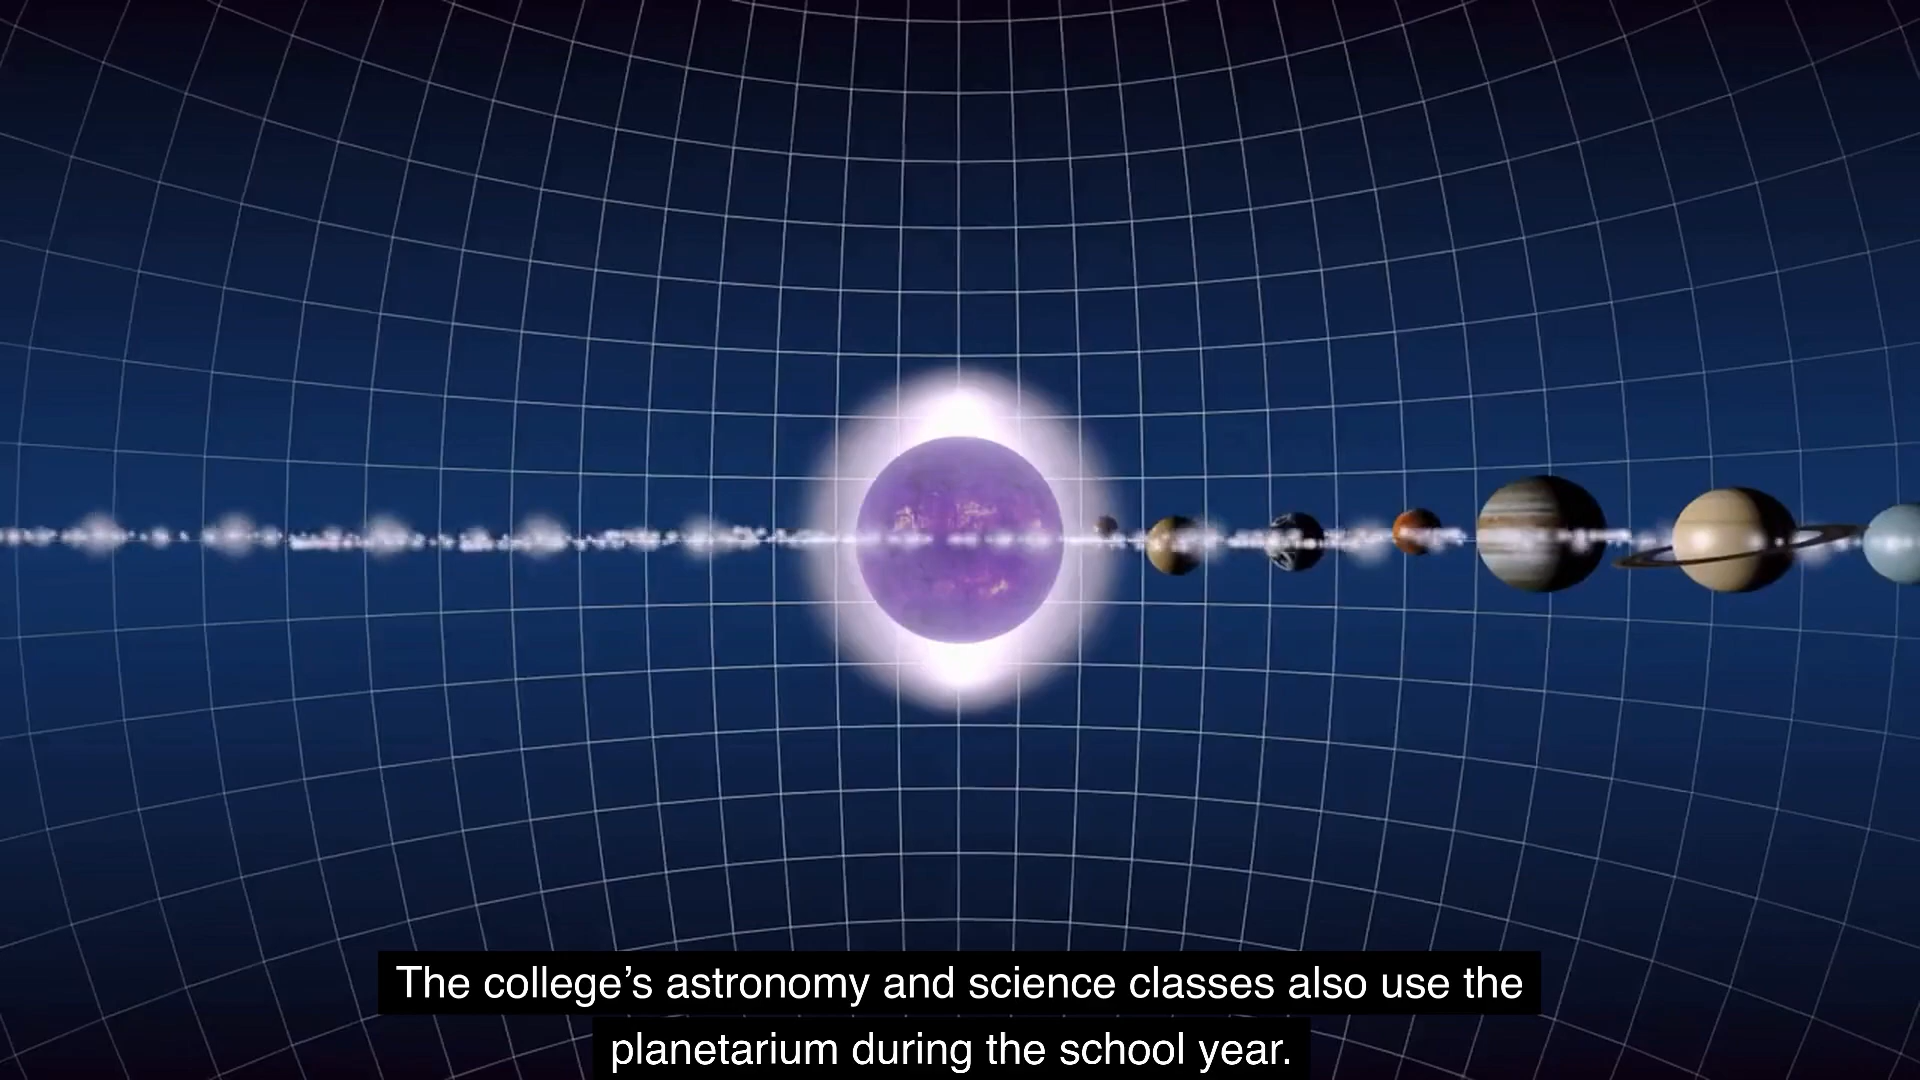 The college’s astronomy and science classes also use the
planetarium during the school year.